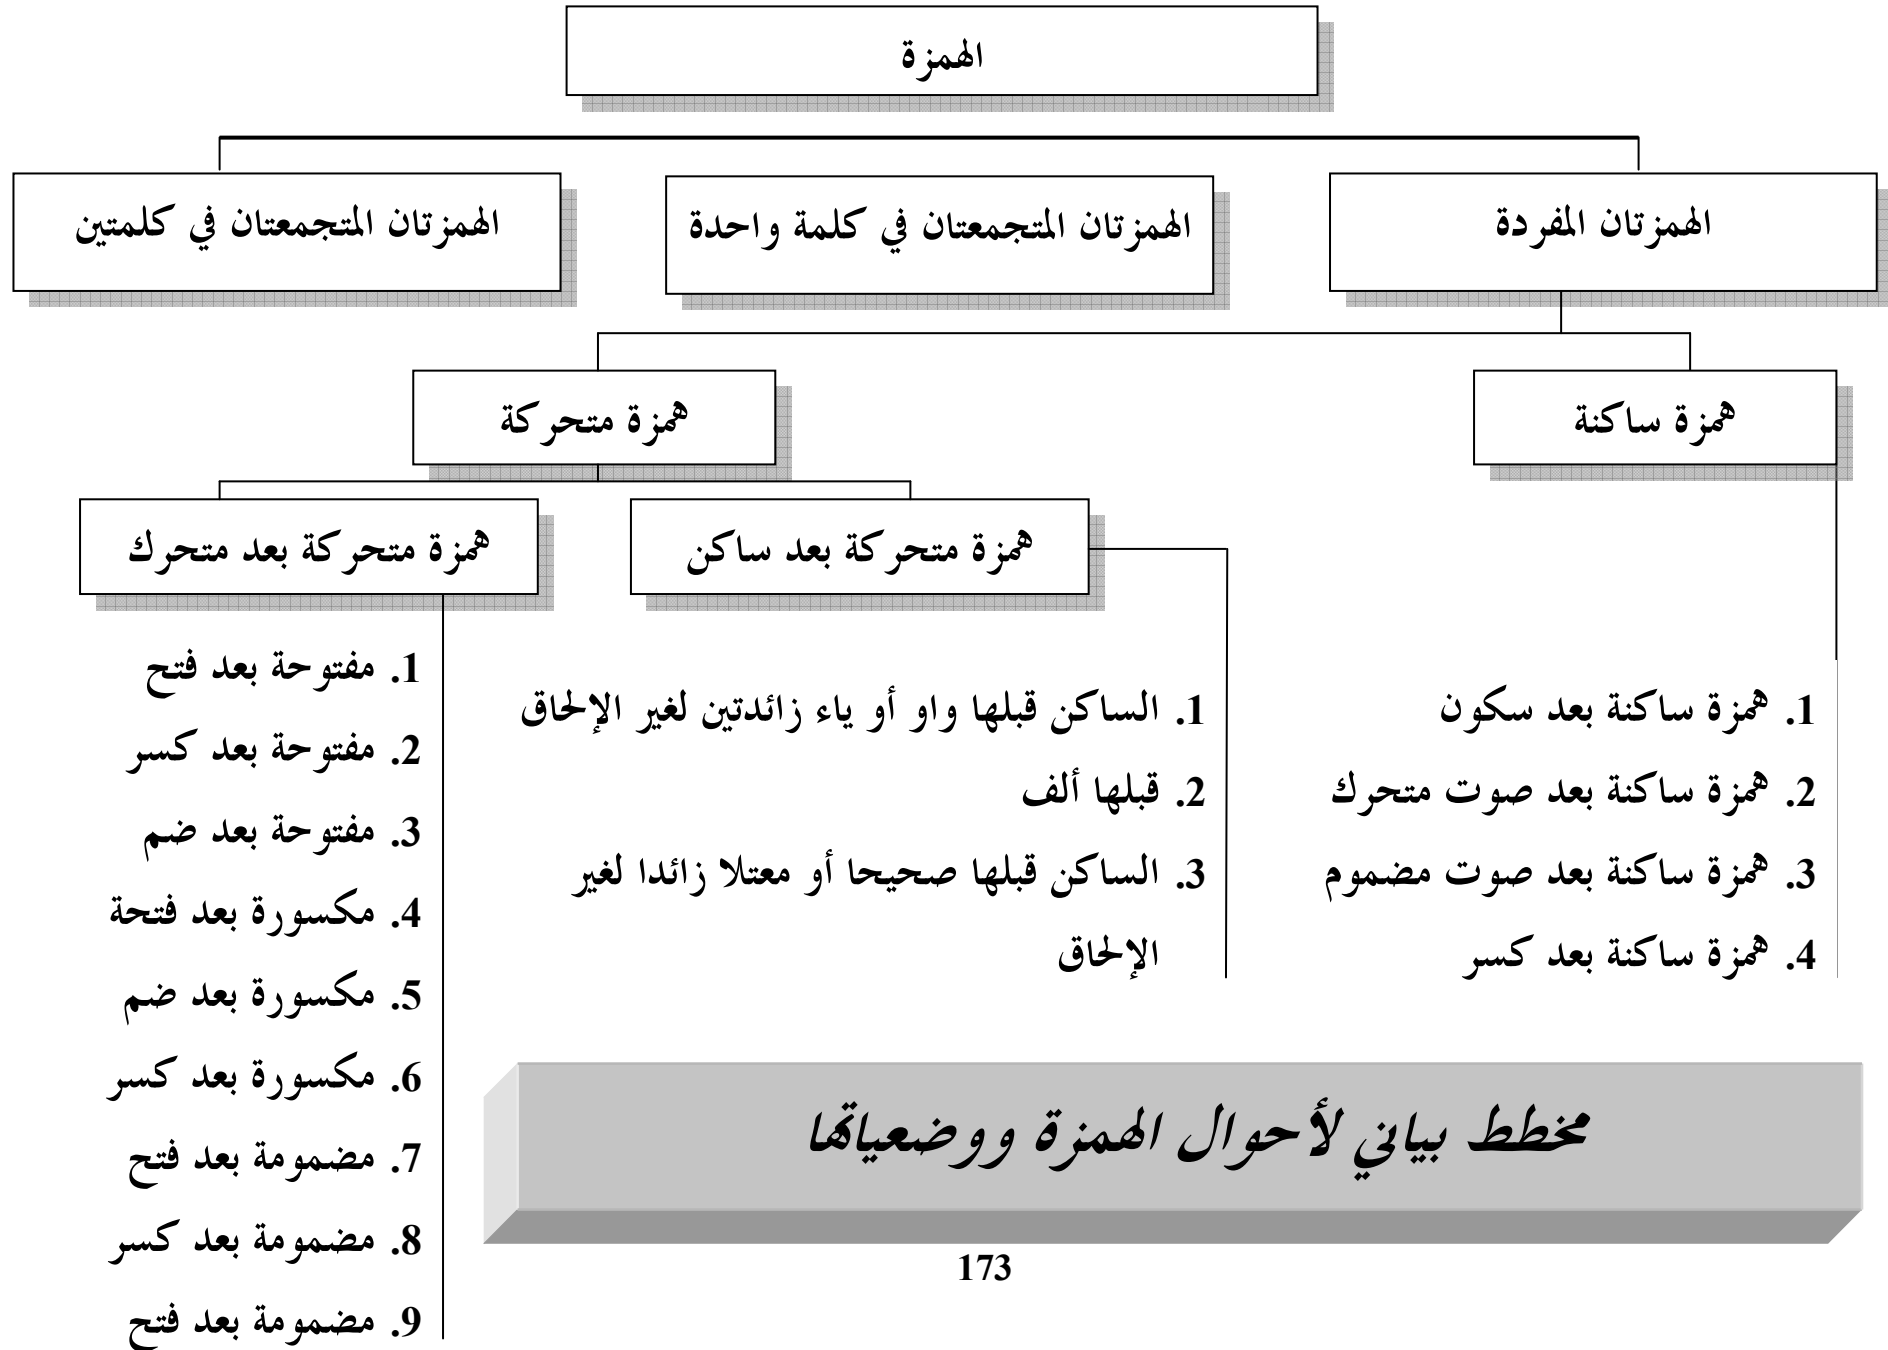 الهمزة
الهمزتان المفردة
الهمزتان المتجمعتان في كلمة واحدة
الهمزتان المتجمعتان في كلمتين
همزة ساكنة
همزة متحركة
همزة متحركة بعد ساكن
همزة متحركة بعد متحرك
1. همزة ساكنة بعد سكون
2. همزة ساكنة بعد صوت متحرك
3. همزة ساكنة بعد صوت مضموم
4. همزة ساكنة بعد كسر
1. الساكن قبلها واو أو ياء زائدتين لغير الإلحاق
2. قبلها ألف
3. الساكن قبلها صحيحا أو معتلا زائدا لغير
الإلحاق
1. مفتوحة بعد فتح
2. مفتوحة بعد كسر
3. مفتوحة بعد ضم
4. مكسورة بعد فتحة
5. مكسورة بعد ضم
6. مكسورة بعد كسر
7. مضمومة بعد فتح
8. مضمومة بعد كسر
9. مضمومة بعد فتح
مخطط بياني لأحوال الهمزة ووضعياتها
173